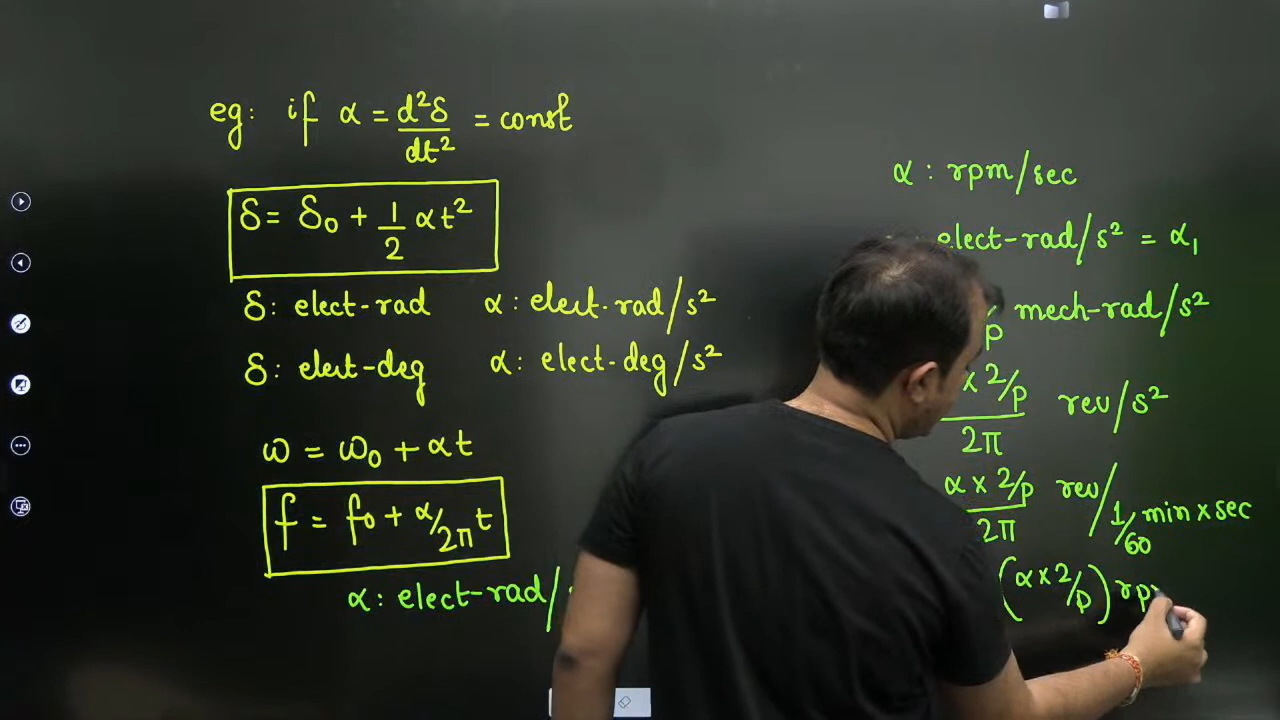 eg: if α = d²δ/dt² = const
δ = δ₀ + 1/2 αt²
δ: elect-rad α: elect-rad/s²
δ: elect-deg α: elect-deg/s²
ω = ω₀ + αt
f = f₀ + α/2π t
α: elect-rad/
α: rpm/sec
elect-rad/s² = α₁
p mech-rad/s²
x 2/p / 2π rev/s²
α x 2/p / 2π rev/ 1/60 min x sec
(α x 2/p) rp